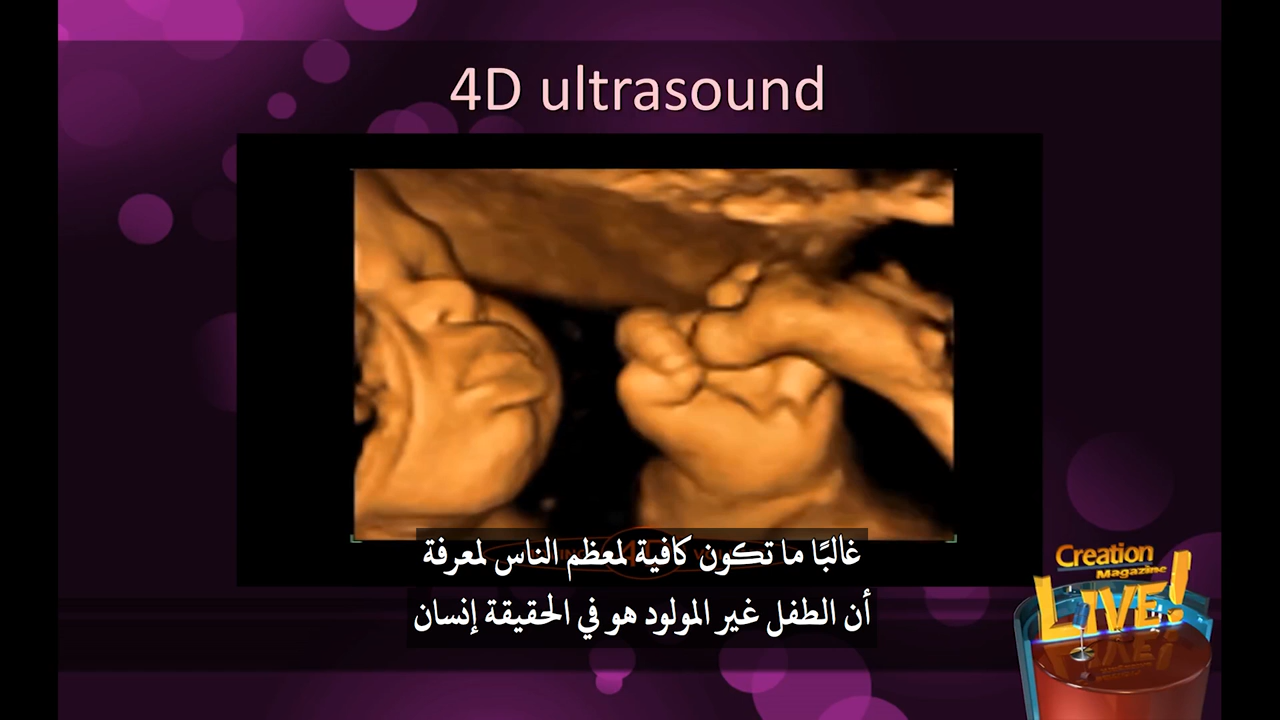 4D ultrasound
غالبًا ما تكون كافية لمعظم الناس لمعرفة
أن الطفل غير المولود هو في الحقيقة إنسان
Creation
Magazine
LIVE!